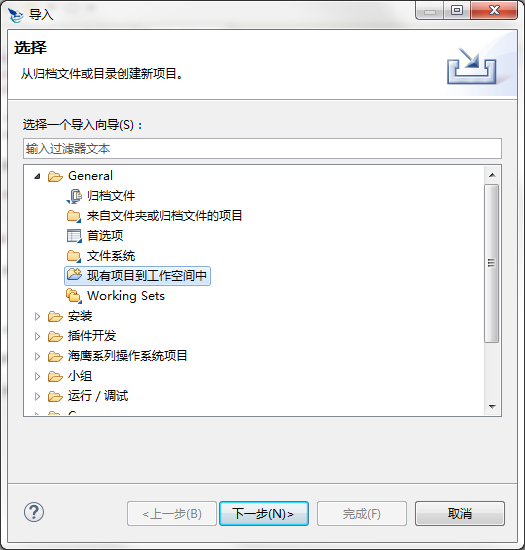 导入
选择
从归档文件或目录创建新项目。
选择一个导入向导(S)：
输入过滤器文本
General
归档文件
来自文件夹或归档文件的项目
首选项
文件系统
现有项目到工作空间中
Working Sets
安装
插件开发
海鹰系列操作系统项目
小组
运行 / 调试
<上一步(B)
下一步(N)>
完成(F)
取消